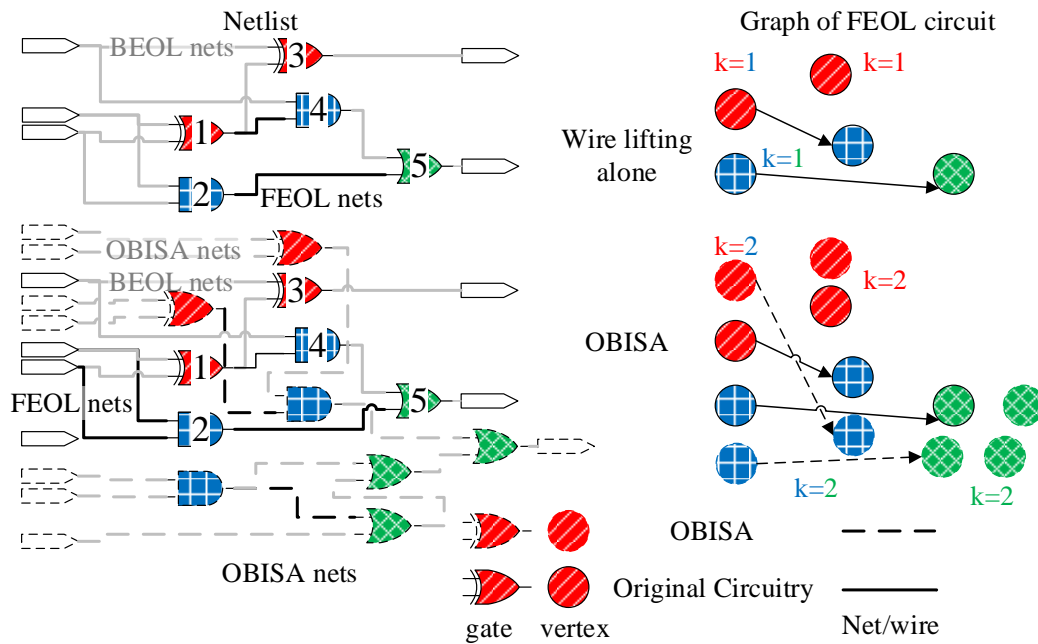 Netlist
Graph of FEOL circuit
BEOL nets
3
k=1
k=1
4
1
Wire lifting
alone
k=1
5
2
FEOL nets
OBISA nets
k=2
BEOL nets
3
k=2
4
OBISA
1
FEOL nets
5
2
k=2
k=2
OBISA
OBISA nets
Original Circuitry
gate
vertex
Net/wire